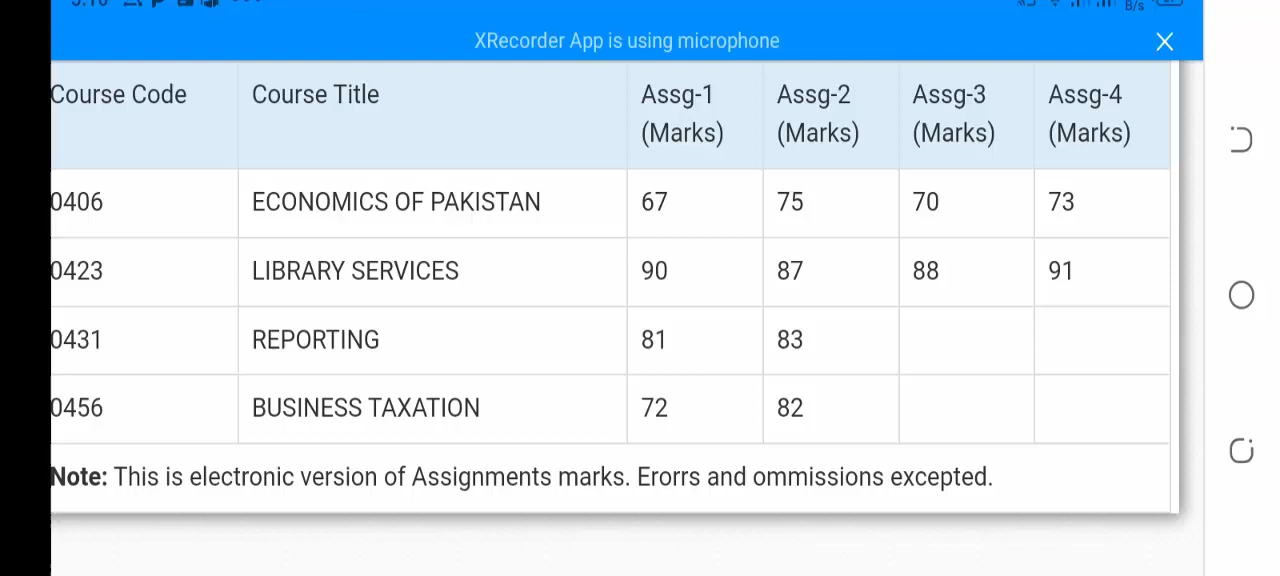 XRecorder App is using microphone
Course Code Course Title Assg-1 (Marks) Assg-2 (Marks) Assg-3 (Marks) Assg-4 (Marks)
0406 ECONOMICS OF PAKISTAN 67 75 70 73
0423 LIBRARY SERVICES 90 87 88 91
0431 REPORTING 81 83
0456 BUSINESS TAXATION 72 82
Note: This is electronic version of Assignments marks. Erorrs and ommissions excepted.